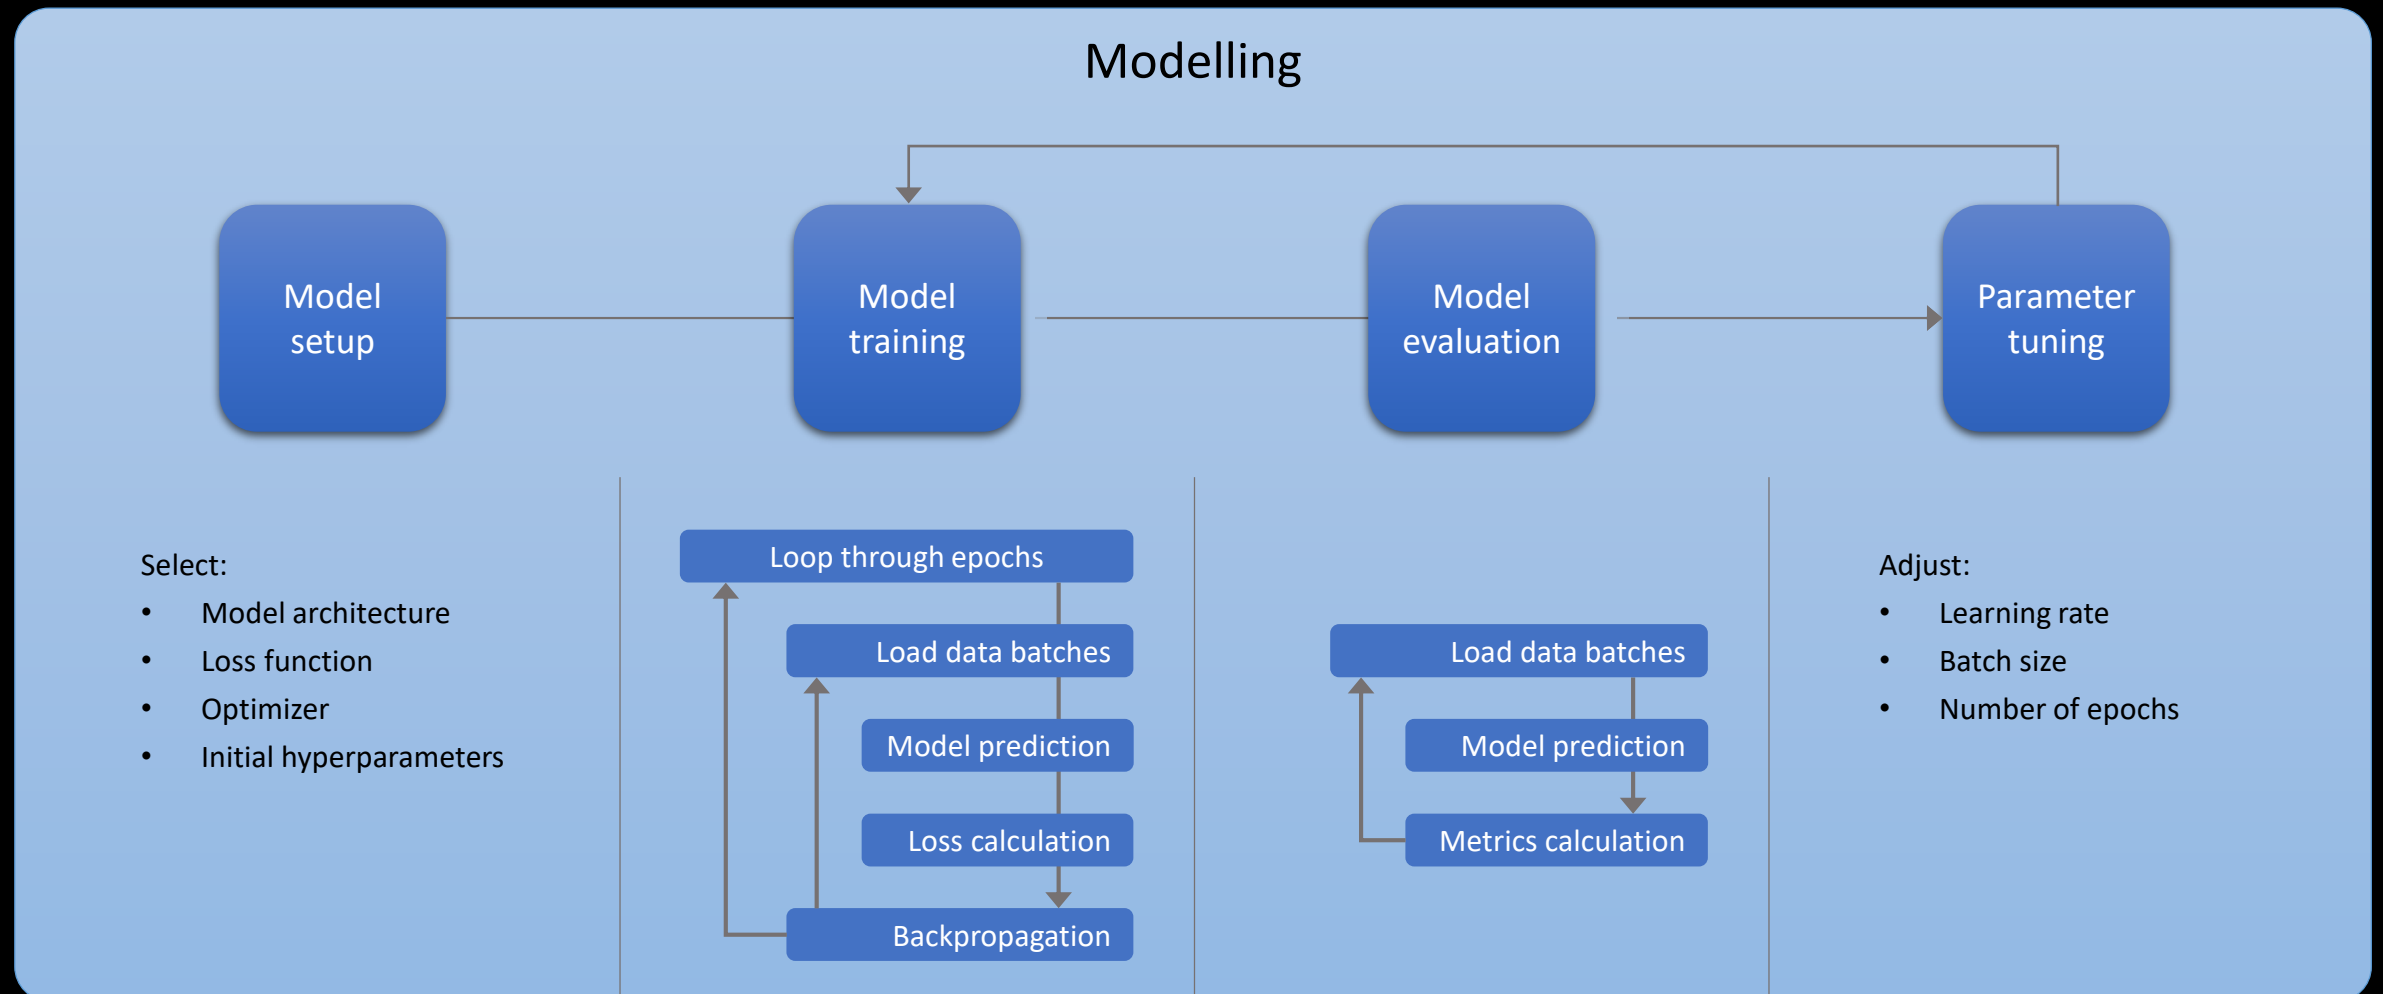 Modelling
Model
setup
Model
training
Model
evaluation
Parameter
tuning
Select:
• Model architecture
• Loss function
• Optimizer
• Initial hyperparameters
Loop through epochs
Load data batches
Model prediction
Loss calculation
Backpropagation
Load data batches
Model prediction
Metrics calculation
Adjust:
• Learning rate
• Batch size
• Number of epochs